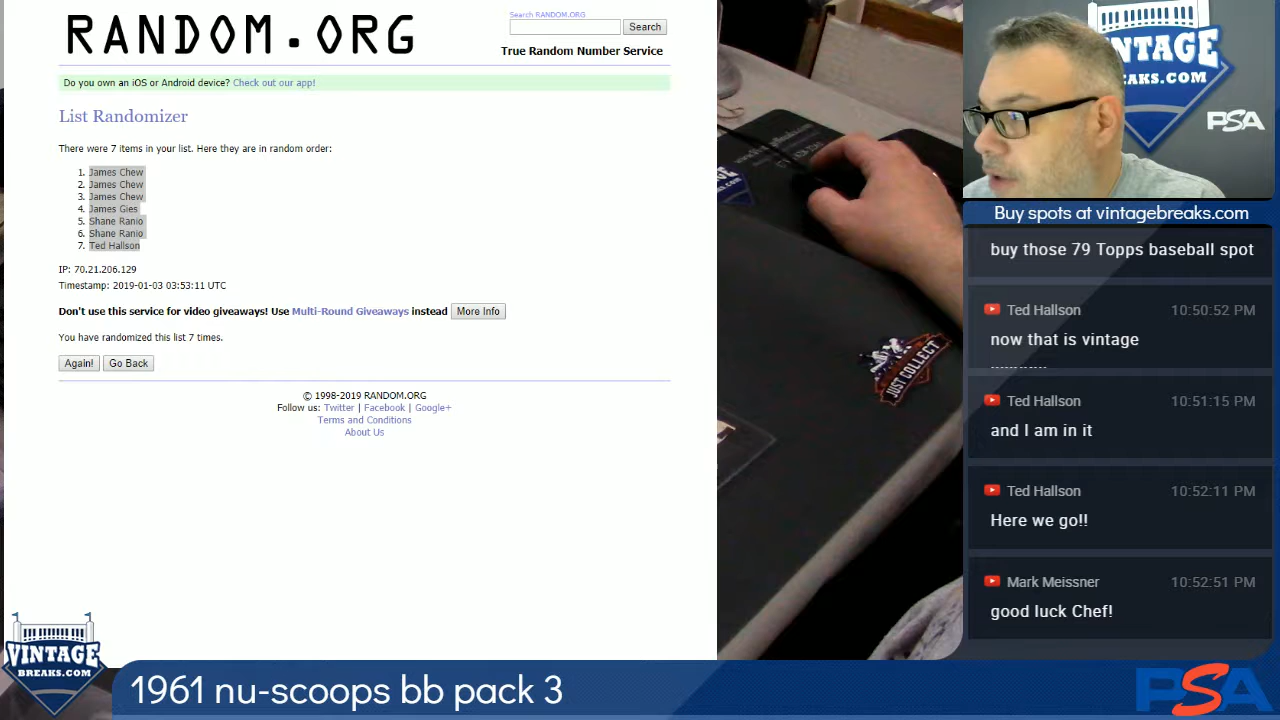 RANDOM.ORG
Search RANDOM.ORG
Search
True Random Number Service
Do you own an iOS or Android device? Check out our app!
List Randomizer
There were 7 items in your list. Here they are in random order:
1. James Chew
2. James Chew
3. James Chew
4. James Gies
5. Shane Ranio
6. Shane Ranio
7. Ted Hallson
IP: 70.21.206.129
Timestamp: 2019-01-03 03:53:11 UTC
Don't use this service for video giveaways! Use Multi-Round Giveaways instead More Info
You have randomized this list 7 times.
Again! Go Back
© 1998-2019 RANDOM.ORG
Follow us: Twitter | Facebook | Google+
Terms and Conditions
About Us
JUST COLLECT
VINTAGE
BREAKS.COM
PSA
Buy spots at vintagebreaks.com
buy those 79 Topps baseball spot
Ted Hallson 10:50:52 PM
now that is vintage
Ted Hallson 10:51:15 PM
and I am in it
Ted Hallson 10:52:11 PM
Here we go!!
Mark Meissner 10:52:51 PM
good luck Chef!
VINTAGE
BREAKS.COM
1961 nu-scoops bb pack 3
PSA